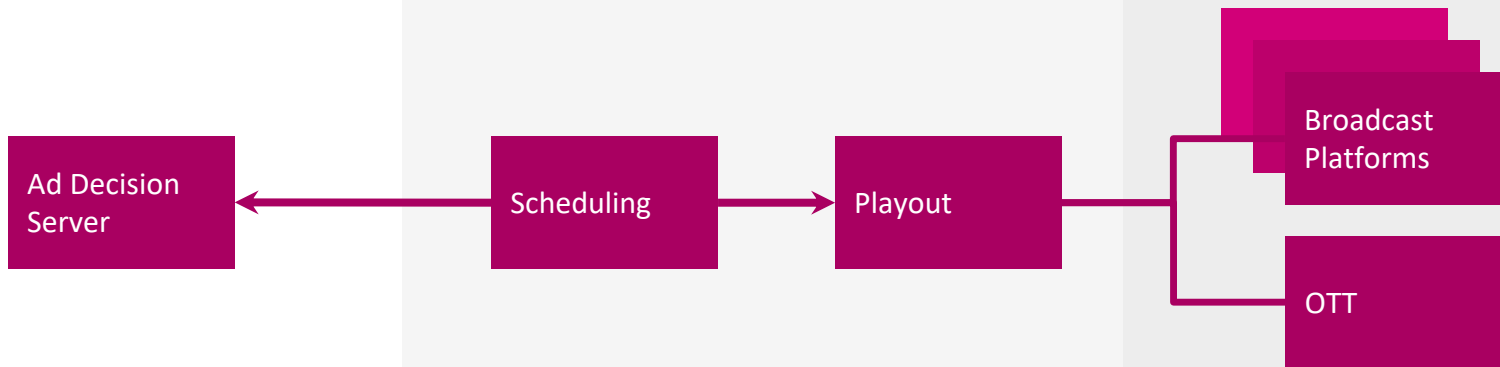 Ad Decision
Server
Scheduling
Playout
Broadcast
Platforms
OTT